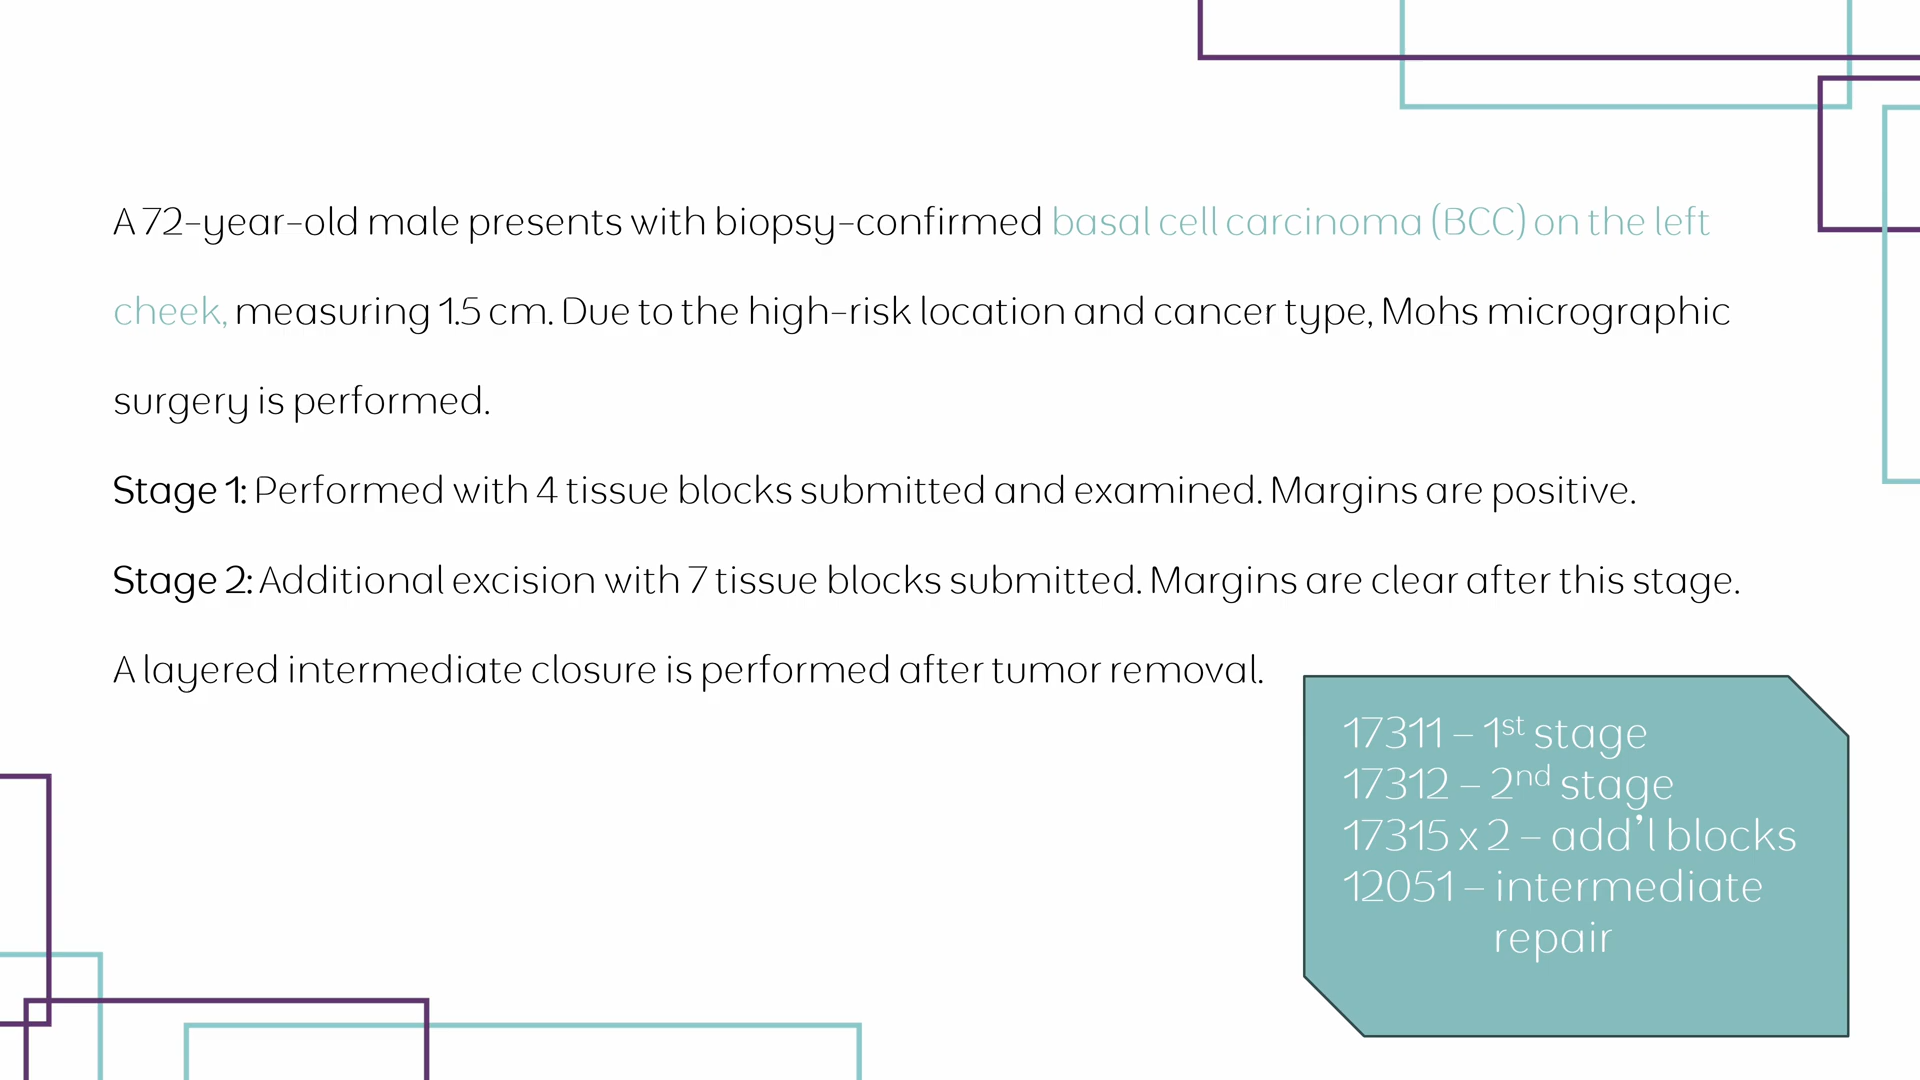 A 72-year-old male presents with biopsy-confirmed basal cell carcinoma (BCC) on the left
cheek, measuring 1.5 cm. Due to the high-risk location and cancer type, Mohs micrographic
surgery is performed.
Stage 1: Performed with 4 tissue blocks submitted and examined. Margins are positive.
Stage 2: Additional excision with 7 tissue blocks submitted. Margins are clear after this stage.
A layered intermediate closure is performed after tumor removal.
17311 – 1st stage
17312 – 2nd stage
17315 x 2 – add’l blocks
12051 – intermediate
repair